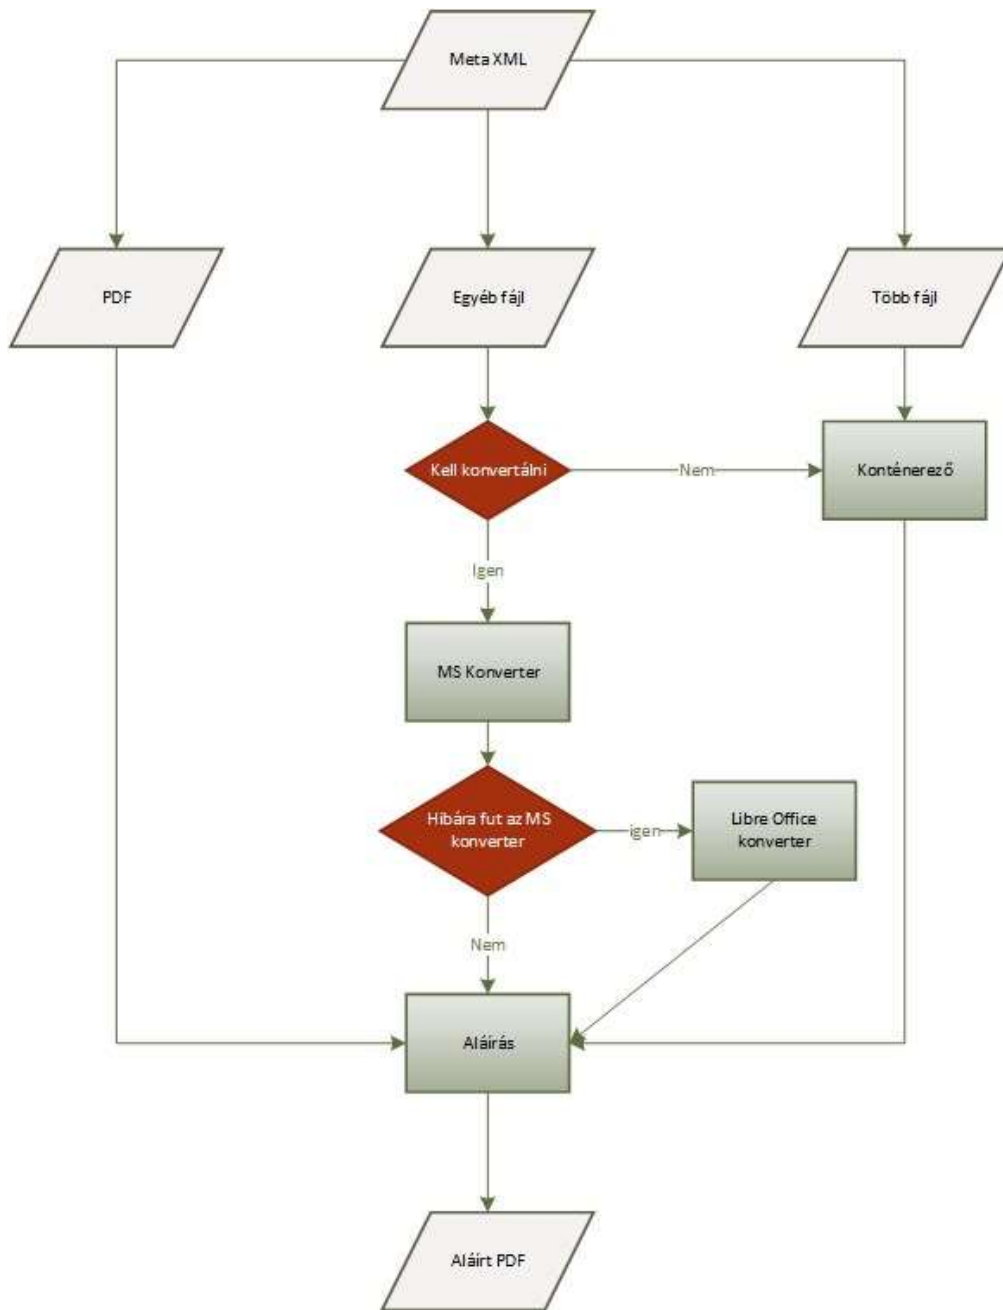 Meta XML
PDF
Egyéb fájl
Több fájl
Kell konvertálni
Nem
Konténerező
Igen
MS Konverter
Hibára fut az MS
konverter
igen
Libre Office
konverter
Nem
Aláírás
Aláírt PDF